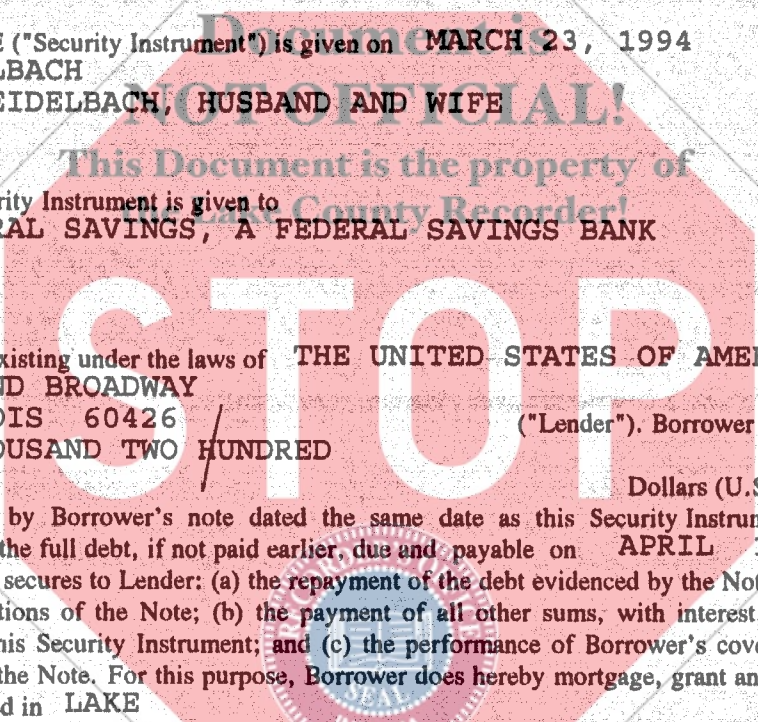 E ("Security Instrument") is given on MARCH 23, 1994
LBACH
EIDELBACH, HUSBAND AND WIFE
Document is
NOT OFFICIAL!
This Document is the property of
the Lake County Recorder!
rity Instrument is given to
RAL SAVINGS, A FEDERAL SAVINGS BANK
STOP
xisting under the laws of THE UNITED STATES OF AME
ND BROADWAY
OIS 60426 ("Lender"). Borrower
OUSAND TWO HUNDRED
Dollars (U.S
by Borrower's note dated the same date as this Security Instrum
the full debt, if not paid earlier, due and payable on APRIL
secures to Lender: (a) the repayment of the debt evidenced by the Not
tions of the Note; (b) the payment of all other sums, with interest
his Security Instrument; and (c) the performance of Borrower's cove
the Note. For this purpose, Borrower does hereby mortgage, grant an
d in LAKE
SEAL